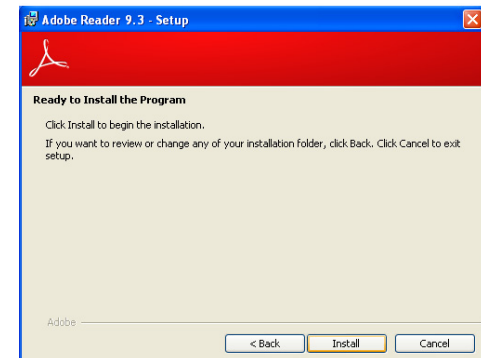 Adobe Reader 9.3 - Setup
Ready to Install the Program
Click Install to begin the installation.
If you want to review or change any of your installation folder, click Back. Click Cancel to exit
setup.
Adobe
< Back Install Cancel